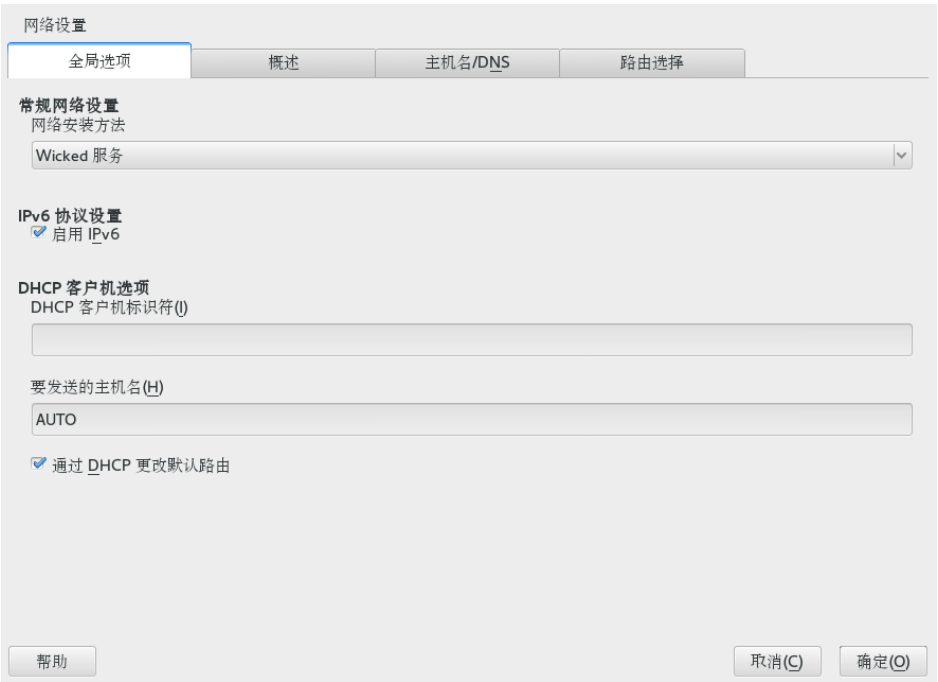 网络设置
全局选项 概述 主机名/DNS 路由选择
常规网络设置
网络安装方法
Wicked 服务
IPv6 协议设置
启用 IPv6
DHCP 客户机选项
DHCP 客户机标识符(I)
要发送的主机名(H)
AUTO
通过 DHCP 更改默认路由
帮助 取消(C) 确定(O)